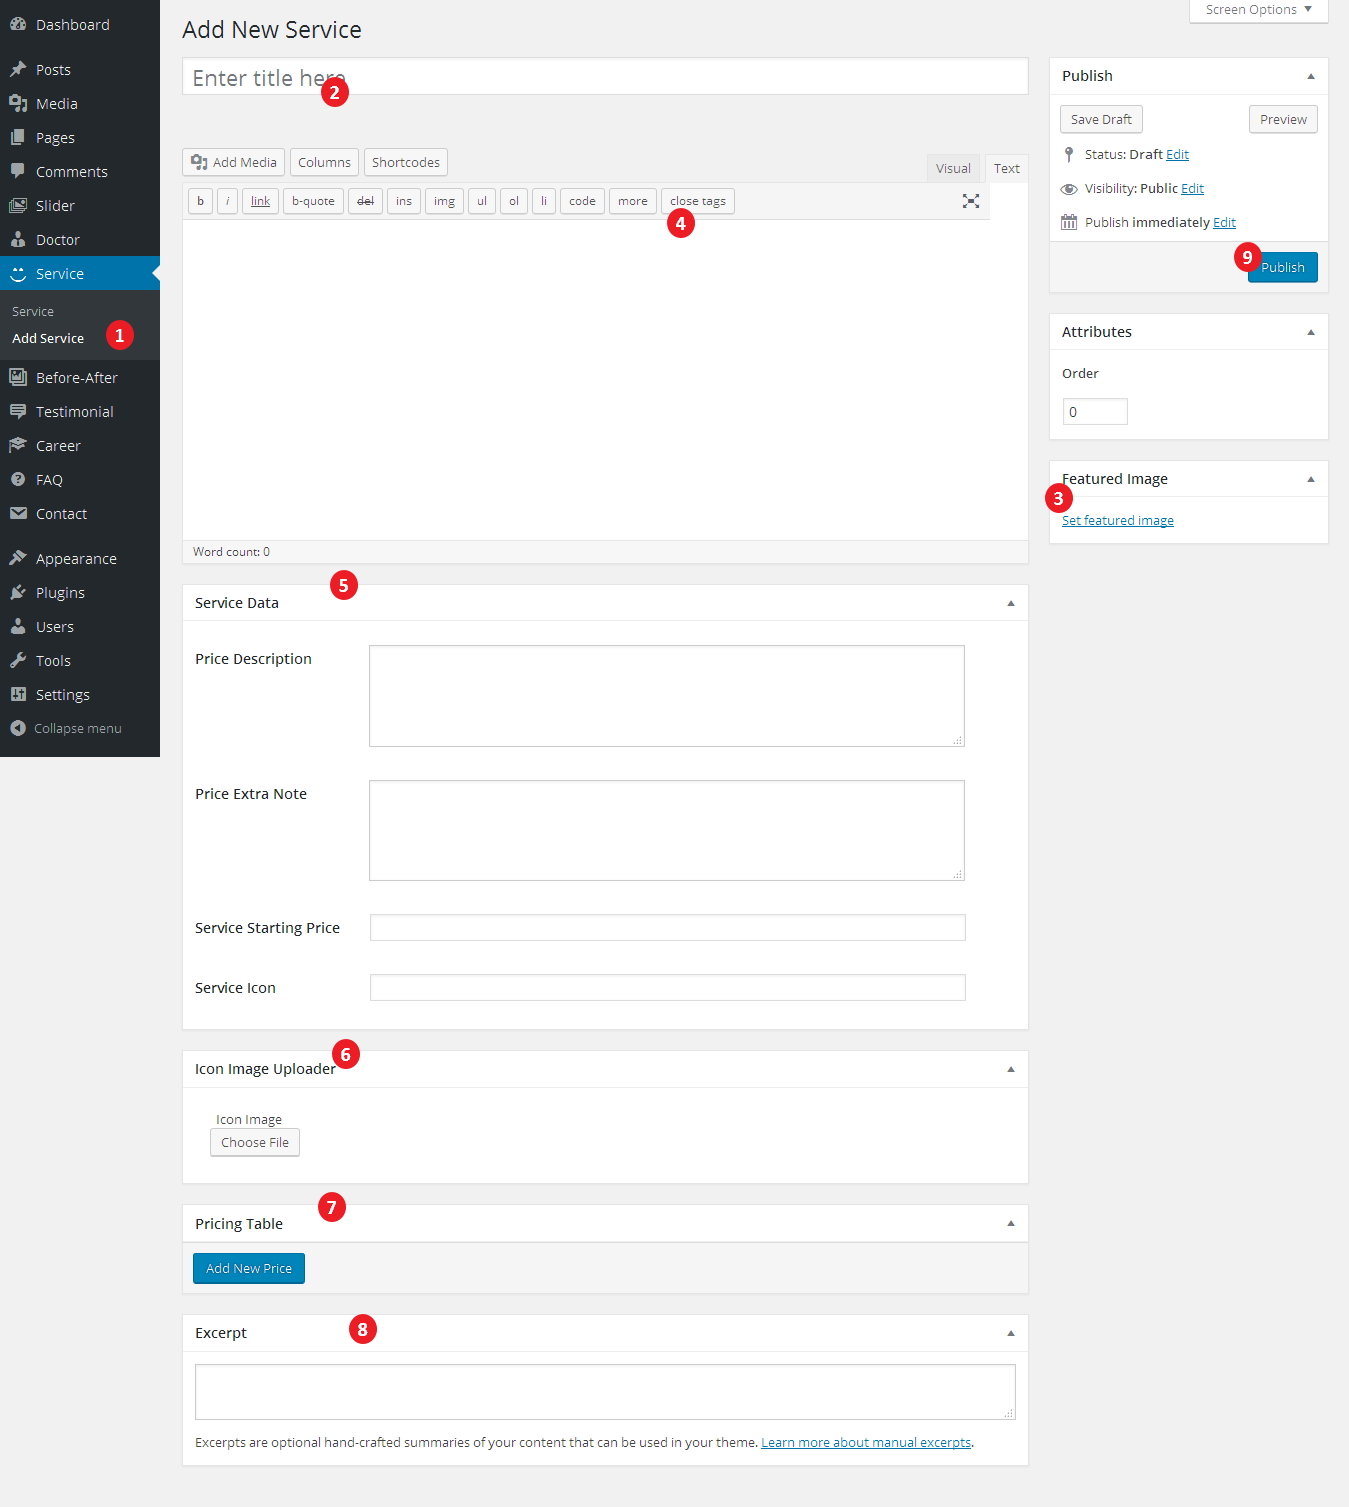 Dashboard
Posts
Media
Pages
Comments
Slider
Doctor
Service
Service
Add Service 1
Before-After
Testimonial
Career
FAQ
Contact
Appearance
Plugins
Users
Tools
Settings
Collapse menu
Screen Options
Add New Service
Enter title here
2
Add Media Columns Shortcodes
Visual Text
b i link b-quote del ins img ul ol li code more close tags
4
Word count: 0
5
Service Data
Price Description
Price Extra Note
Service Starting Price
Service Icon
6
Icon Image Uploader
Icon Image
Choose File
7
Pricing Table
Add New Price
8
Excerpt
Excerpts are optional hand-crafted summaries of your content that can be used in your theme. Learn more about manual excerpts.
Publish
Save Draft Preview
Status: Draft Edit
Visibility: Public Edit
Publish immediately Edit
9 Publish
Attributes
Order
0
Featured Image
3
Set featured image